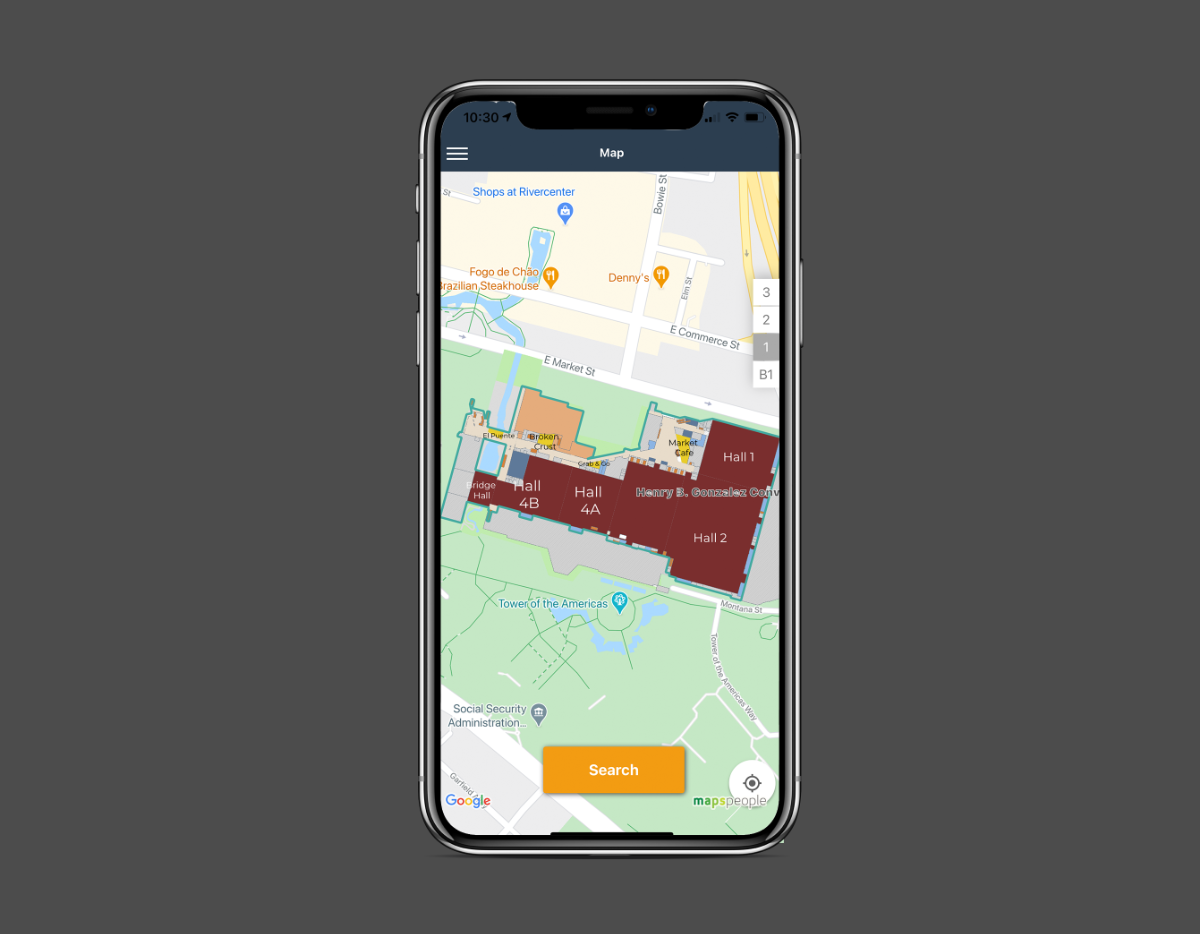 10:30
Map
St
Shops at Rivercenter
Bowie St
Fogo de Chão
Brazilian Steakhouse
Denny's
Elm St
3
2
1
B1
E Commerce St
E Market St
El Puente
Broken
Crust
Grab & Go
Market
Cafe
Hall 1
Bridge
Hall
Hall
4B
Hall
4A
Henry B. Gonzalez Conv
Hall 2
Tower of the Americas
Montana St
Tower of the Americas Way
Social Security
Administration...
Search
Garfield
Google
mapspeople